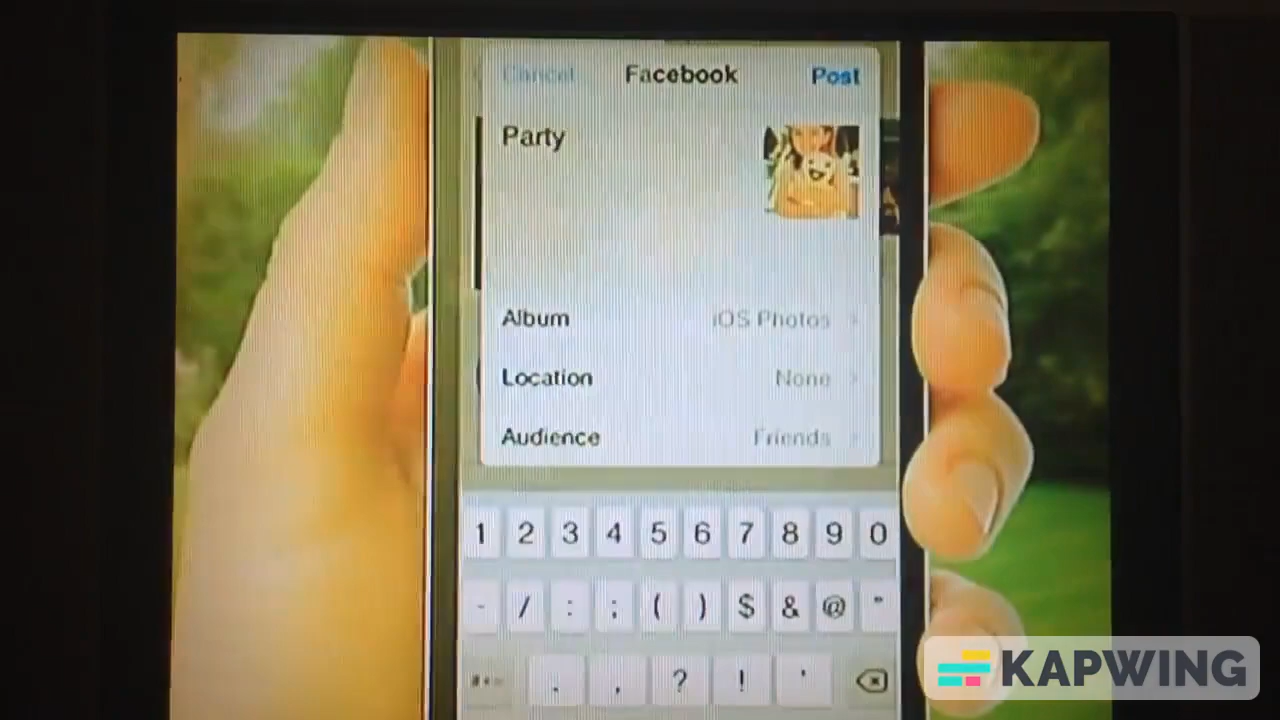 Cancel Facebook Post
Party
Album iOS Photos
Location None
Audience Friends
1 2 3 4 5 6 7 8 9 0
- / : ; ( ) $ & @ "
. , ? ! '
KAPWING